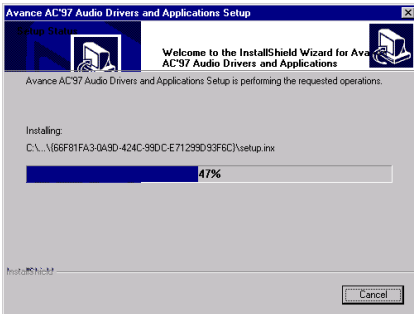 Avance AC'97 Audio Drivers and Applications Setup
Setup Status
Welcome to the InstallShield Wizard for Ava
AC'97 Audio Drivers and Applications
Avance AC'97 Audio Drivers and Applications Setup is performing the requested operations.
Installing:
C:\...\{66F81FA3-0A9D-424C-99DC-E71299D93F6C}\setup.inx
47%
InstallShield
Cancel